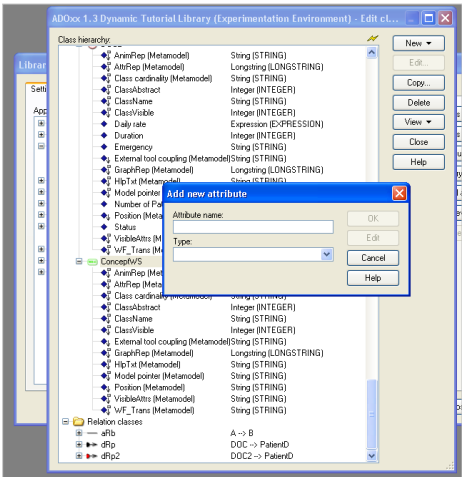 ADOxx 1.3 Dynamic Tutorial Library (Experimentation Environment) - Edit cl...
Class hierarchy:
AnimRep (Metamodel) String (STRING)
AttrRep (Metamodel) Longstring (LONGSTRING)
Class cardinality (Metamodel) String (STRING)
ClassAbstract Integer (INTEGER)
ClassName String (STRING)
ClassVisible Integer (INTEGER)
Daily rate Expression (EXPRESSION)
Duration Integer (INTEGER)
Emergency String (STRING)
External tool coupling (Metamodel) String (STRING)
GraphRep (Metamodel) Longstring (LONGSTRING)
HlpTxt (Metamodel) String (STRING)
Model pointer
Number of Pat
Position (Meta
Status
VisibleAttrs (M
WF_Trans (M
ConceptWS
AnimRep (Met
AttrRep (Meta
Class cardinality (Metamodel) String (STRING)
ClassAbstract Integer (INTEGER)
ClassName String (STRING)
ClassVisible Integer (INTEGER)
External tool coupling (Metamodel) String (STRING)
GraphRep (Metamodel) Longstring (LONGSTRING)
HlpTxt (Metamodel) String (STRING)
Model pointer (Metamodel) String (STRING)
Position (Metamodel) String (STRING)
VisibleAttrs (Metamodel) String (STRING)
WF_Trans (Metamodel) String (STRING)
Relation classes
aRb A --> B
dRp DOC --> PatientD
dRp2 DOC2 --> PatientD
New
Edit...
Copy...
Delete
View
Close
Help
Add new attribute
Attribute name:
Type:
OK
Edit
Cancel
Help
Librar
Setti
App